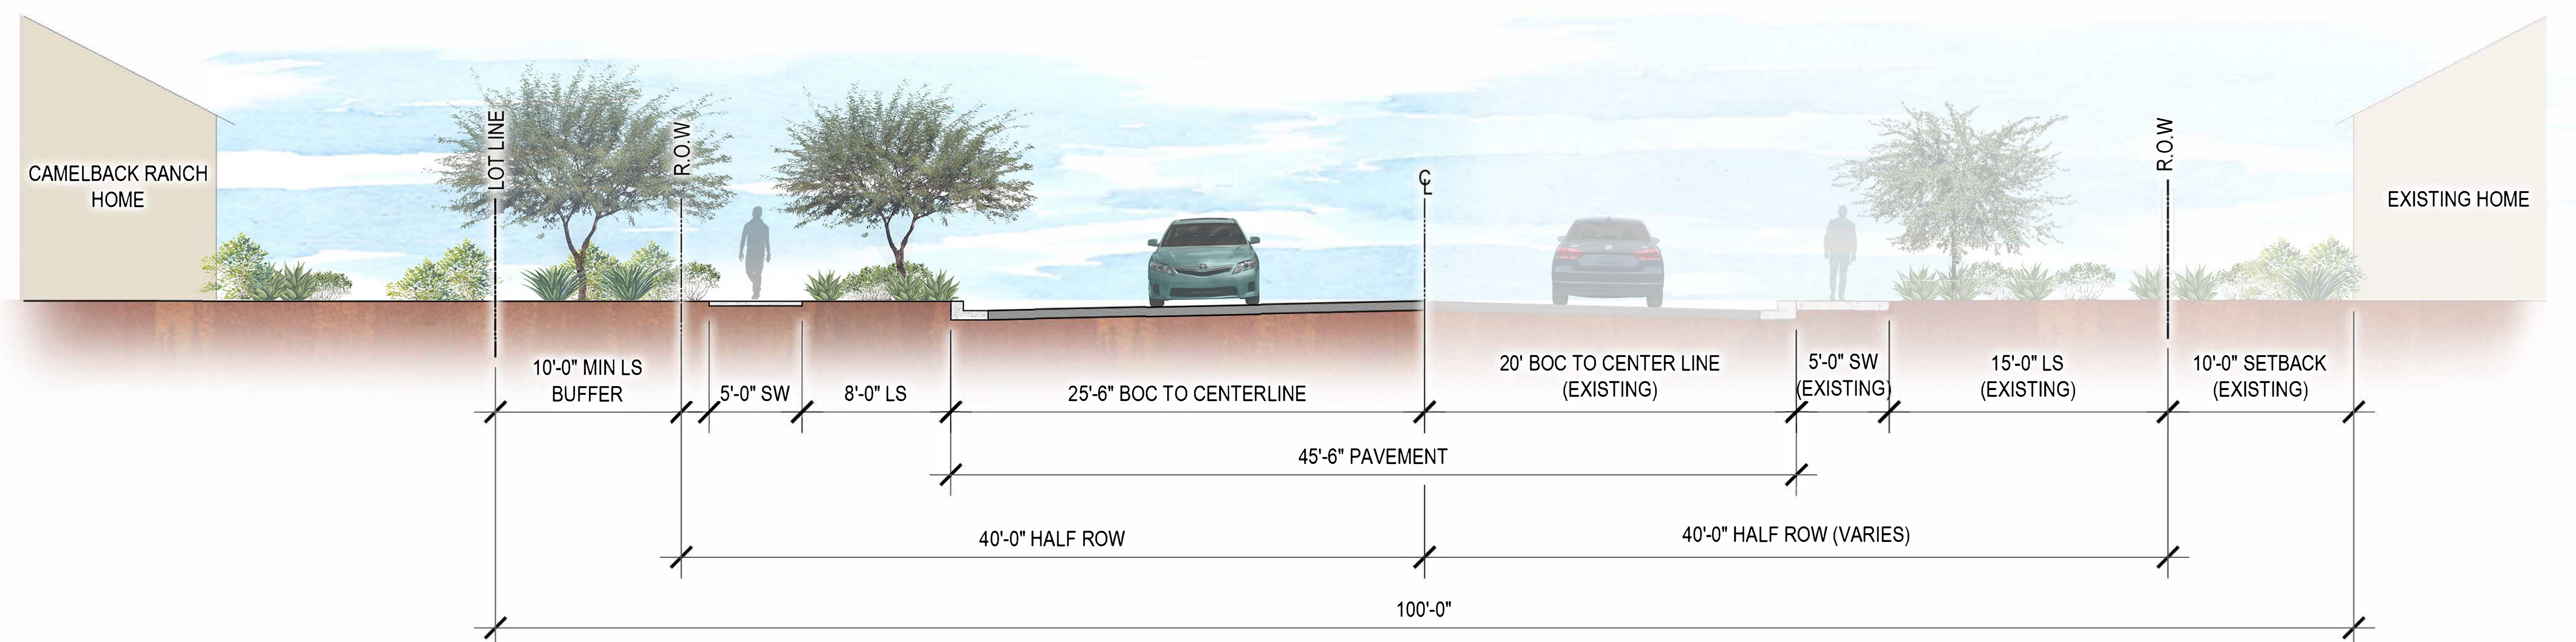 CAMELBACK RANCH
HOME
LOT LINE
R.O.W
℄
R.O.W
EXISTING HOME
10'-0" MIN LS
BUFFER
5'-0" SW
8'-0" LS
25'-6" BOC TO CENTERLINE
20' BOC TO CENTER LINE
(EXISTING)
5'-0" SW
(EXISTING)
15'-0" LS
(EXISTING)
10'-0" SETBACK
(EXISTING)
45'-6" PAVEMENT
40'-0" HALF ROW
40'-0" HALF ROW (VARIES)
100'-0"